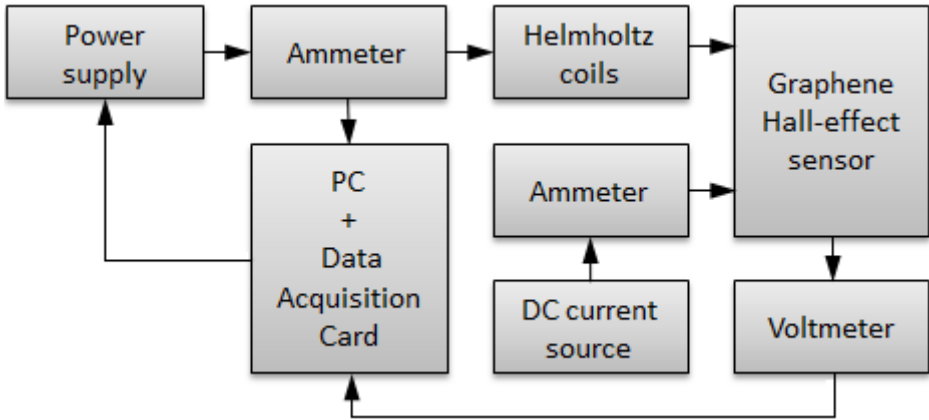 Power
supply
Ammeter
Helmholtz
coils
Graphene
Hall-effect
sensor
PC
+
Data
Acquisition
Card
Ammeter
DC current
source
Voltmeter